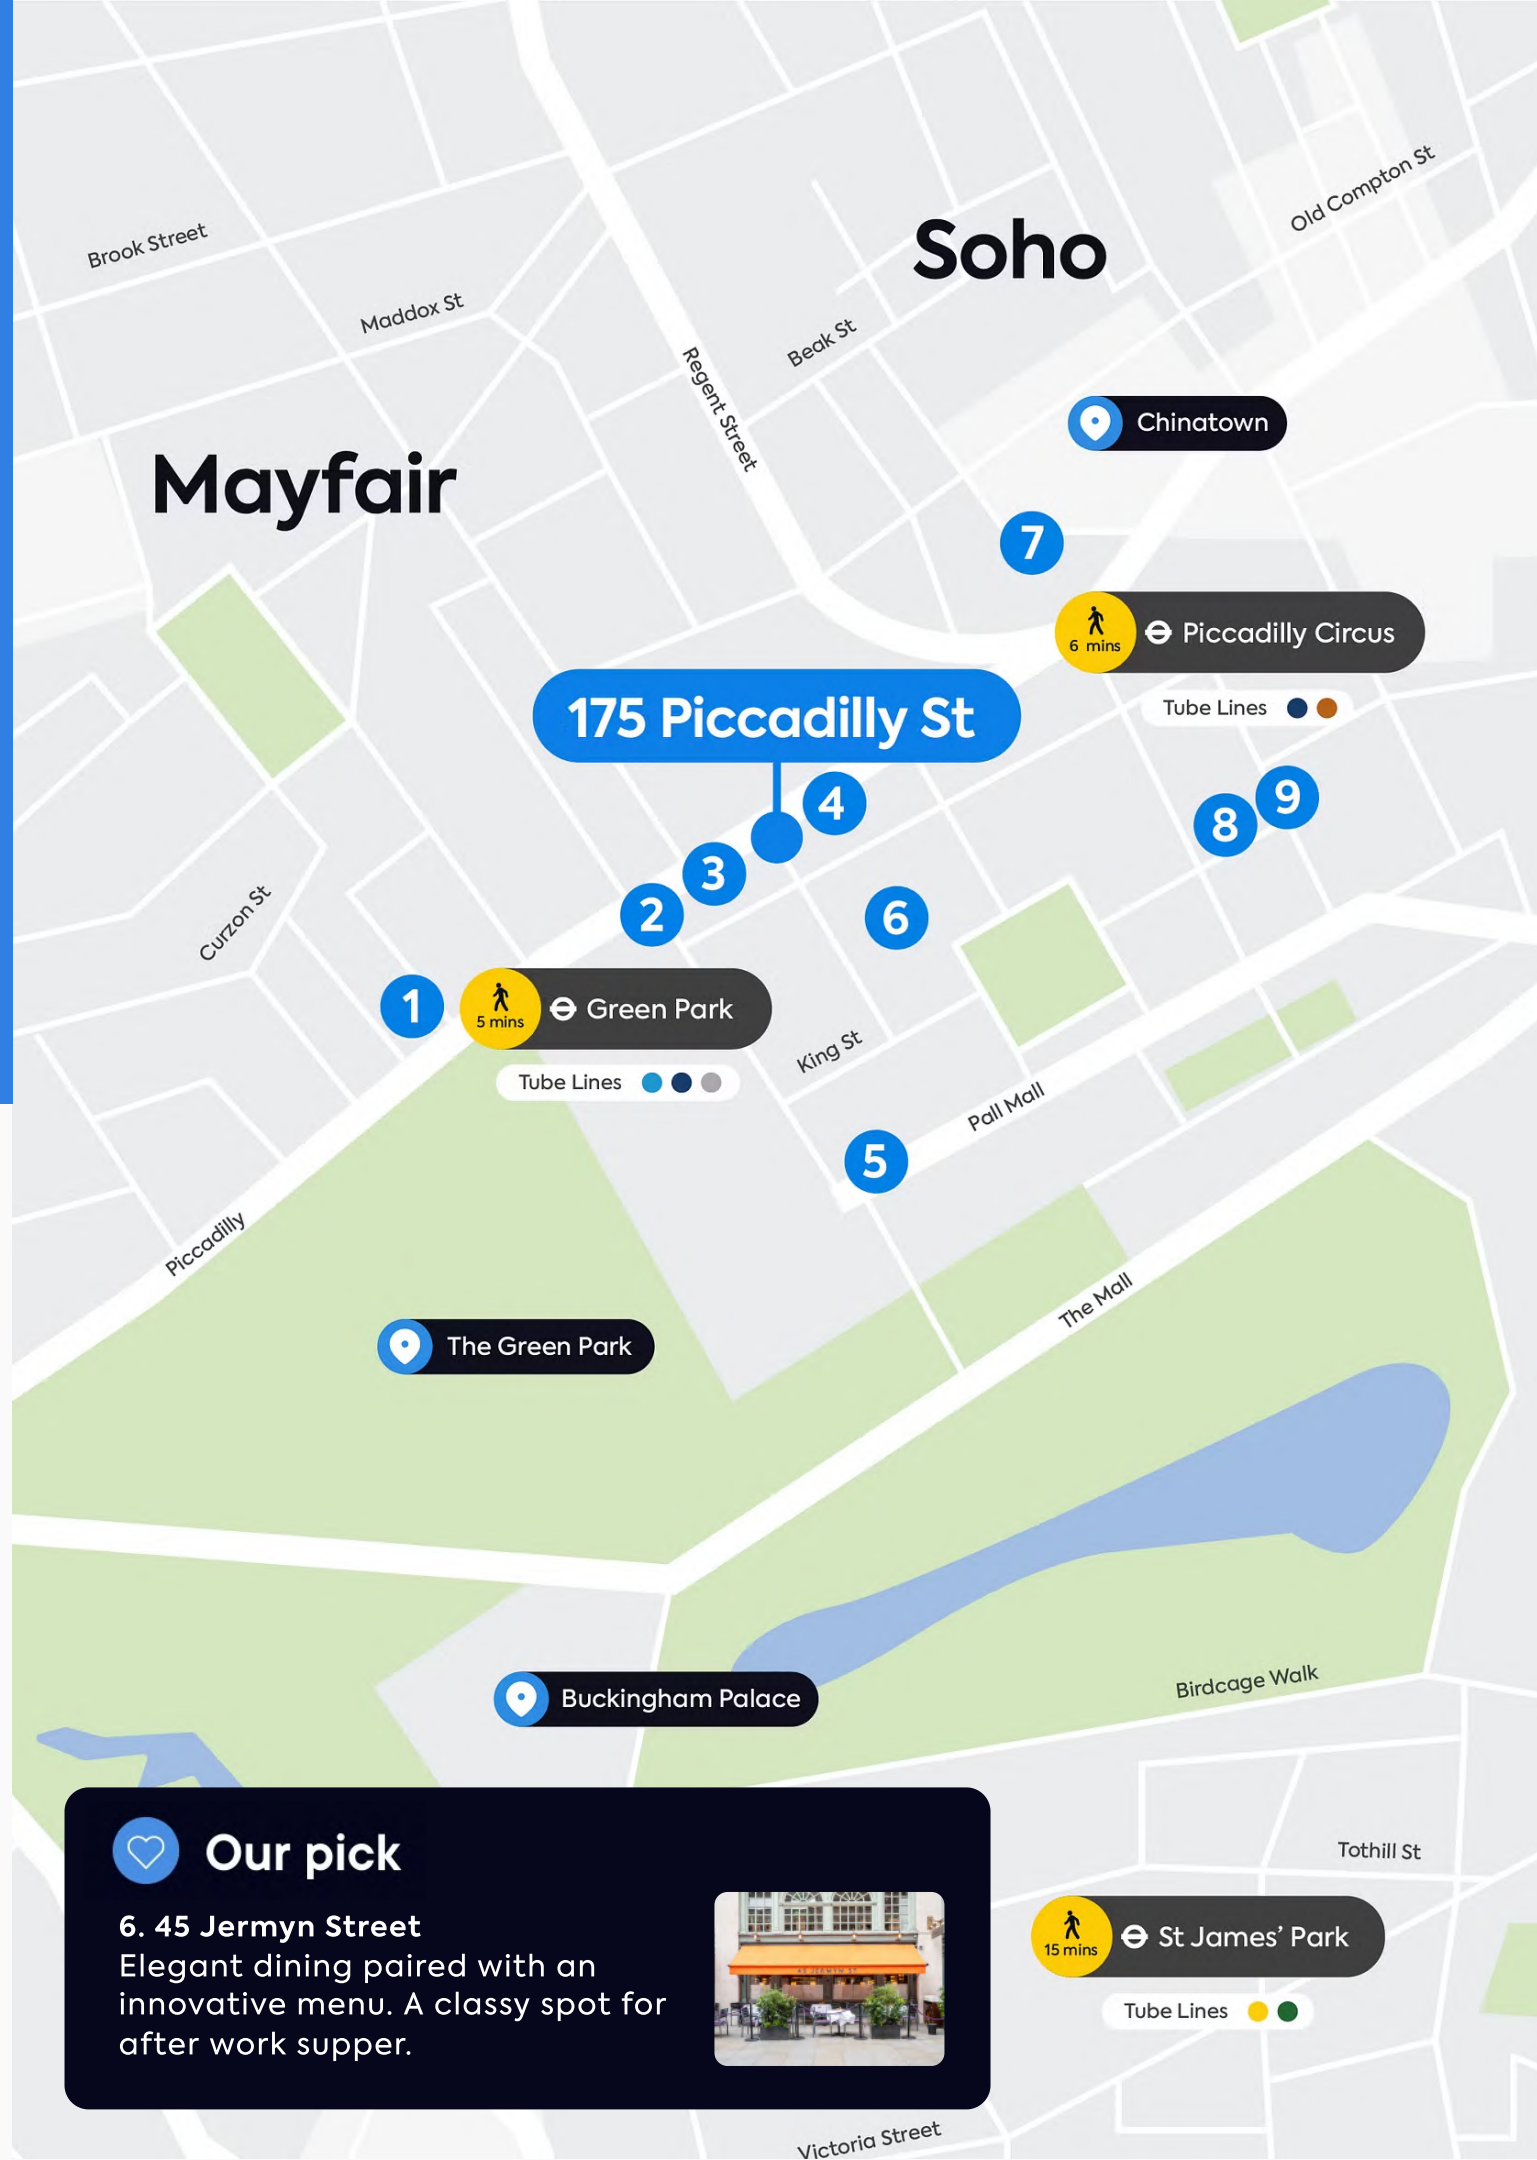 Old Compton St
Soho
Brook Street
Maddox St
Beak St
Regent Street
Chinatown
Mayfair
7
6 mins
Piccadilly Circus
175 Piccadilly St
Tube Lines
4
9
8
3
2
6
Curzon St
1
5 mins
Green Park
King St
Tube Lines
Pall Mall
5
Piccadilly
The Mall
The Green Park
Birdcage Walk
Buckingham Palace
Our pick
6. 45 Jermyn Street
Elegant dining paired with an
innovative menu. A classy spot for
after work supper.
45 JERMYN ST
Tothill St
15 mins
St James’ Park
Tube Lines
Victoria Street